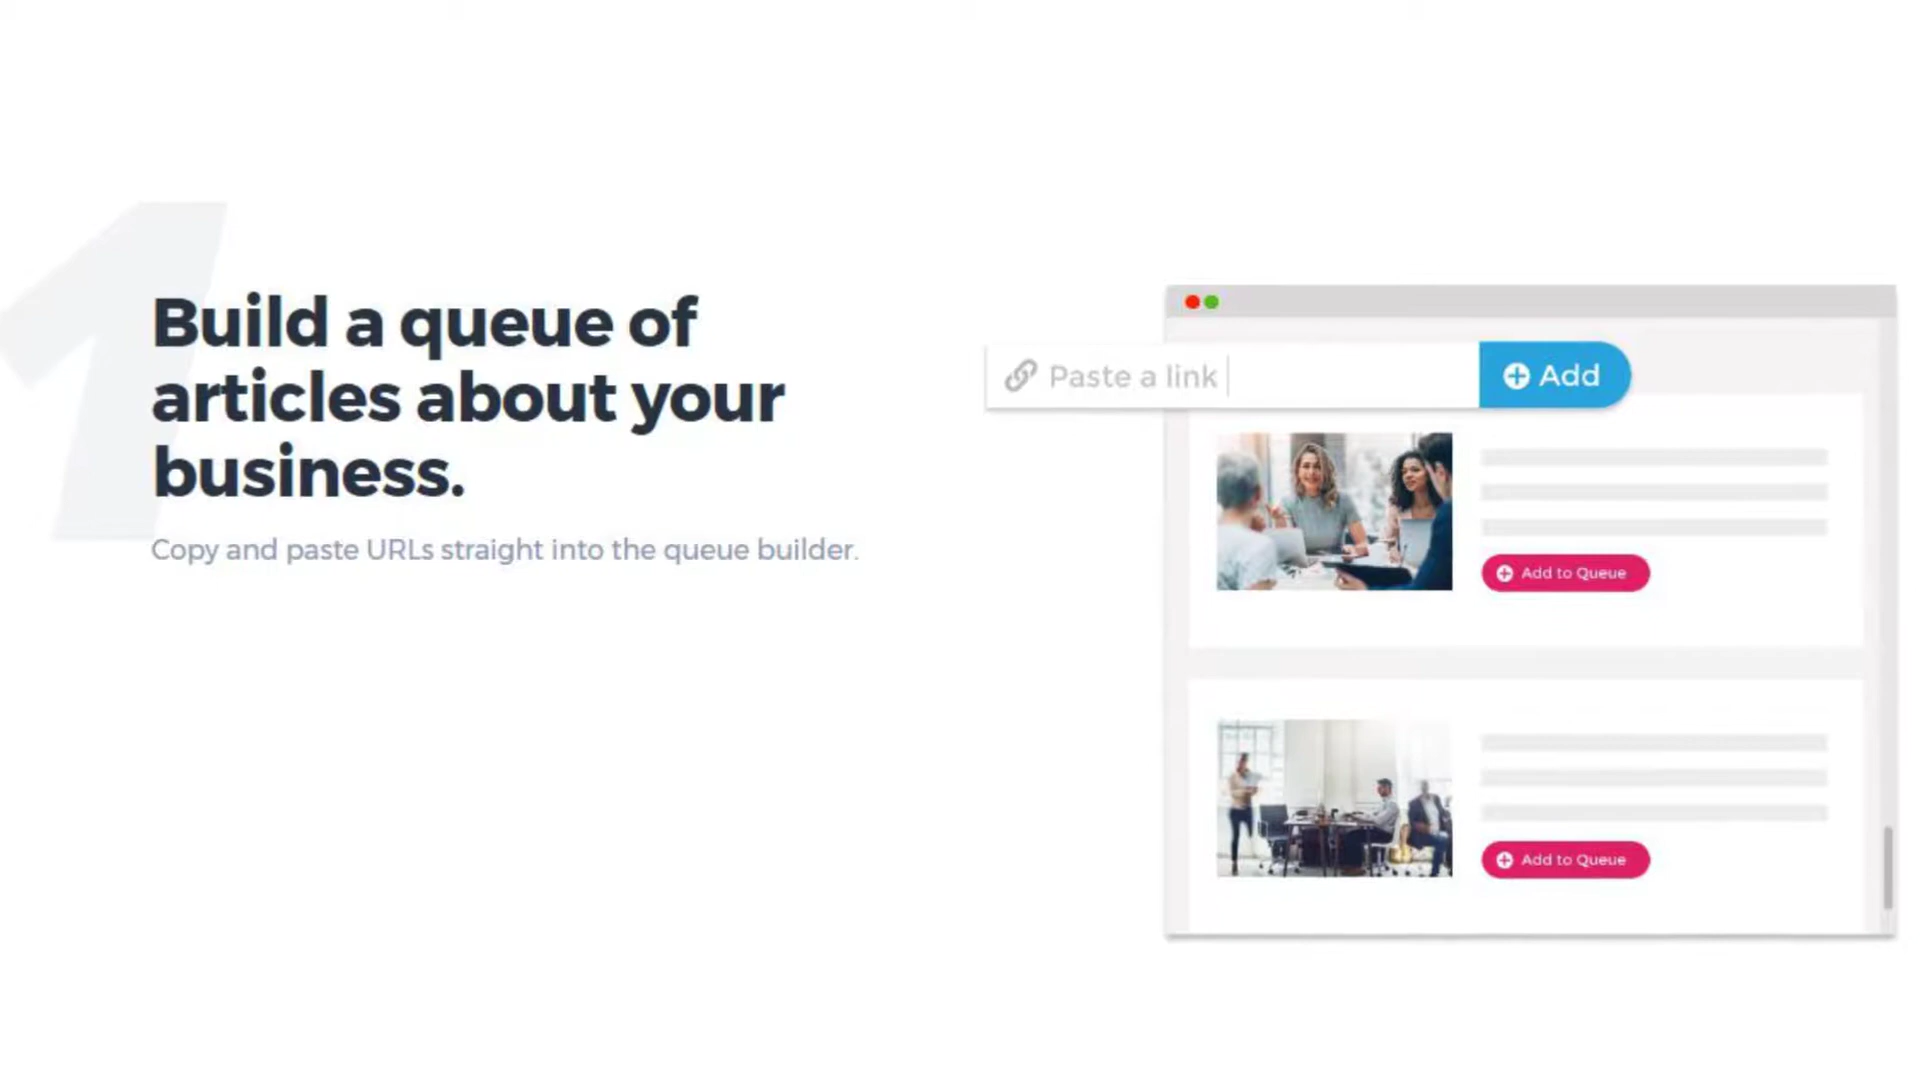 1
Build a queue of
articles about your
business.
Copy and paste URLs straight into the queue builder.
Paste a link
Add
Add to Queue
Add to Queue